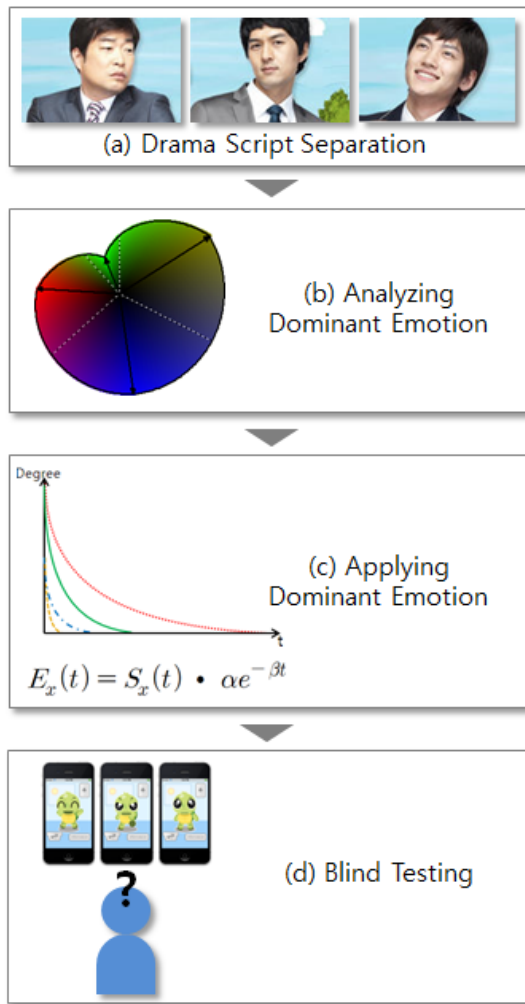 (a) Drama Script Separation
(b) Analyzing
Dominant Emotion
Degree
(c) Applying
Dominant Emotion
t
E_x(t) = S_x(t) • αe^{-βt}
?
(d) Blind Testing